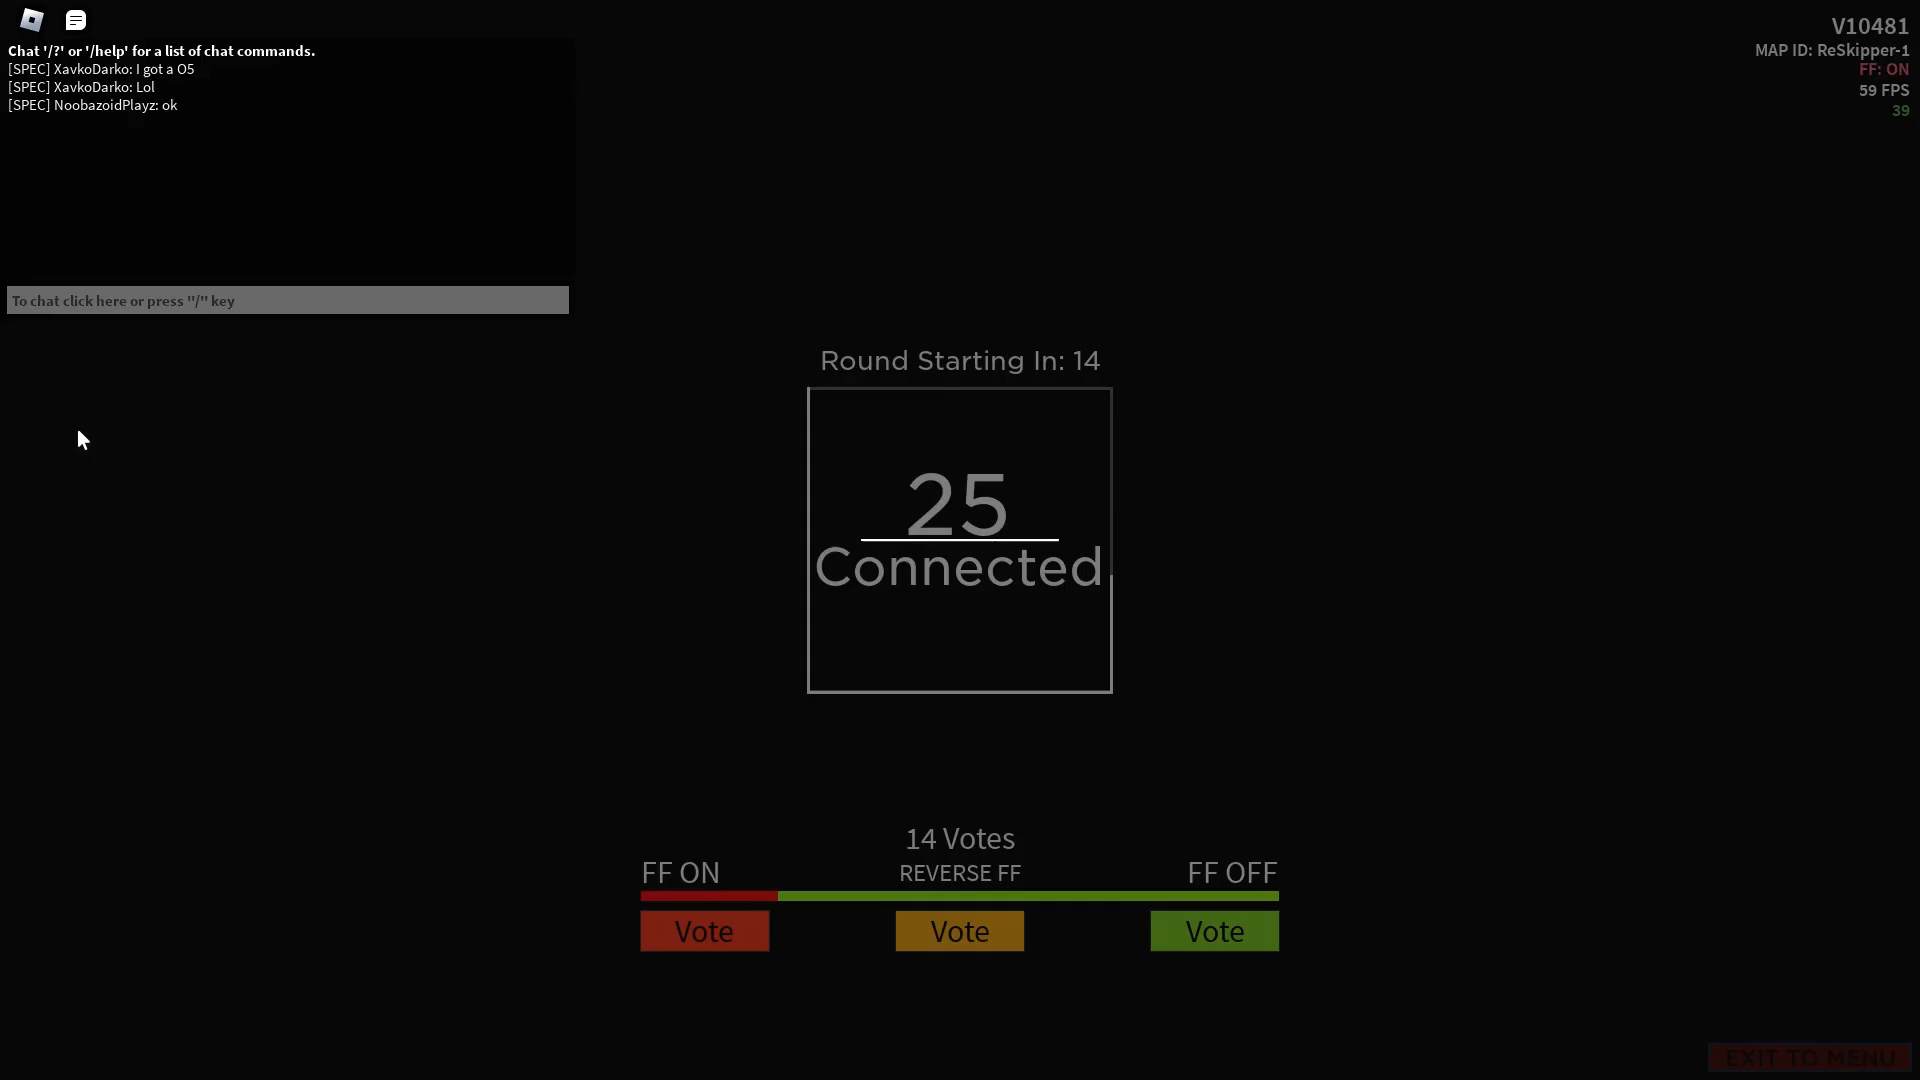 Chat '/?' or '/help' for a list of chat commands.
[SPEC] XavkoDarko: I got a O5
[SPEC] XavkoDarko: Lol
[SPEC] NoobazoidPlayz: ok
To chat click here or press "/" key
V10481
MAP ID: ReSkipper-1
FF: ON
59 FPS
39
Round Starting In: 14
25
Connected
14 Votes
FF ON
REVERSE FF
FF OFF
Vote
Vote
Vote
EXIT TO MENU